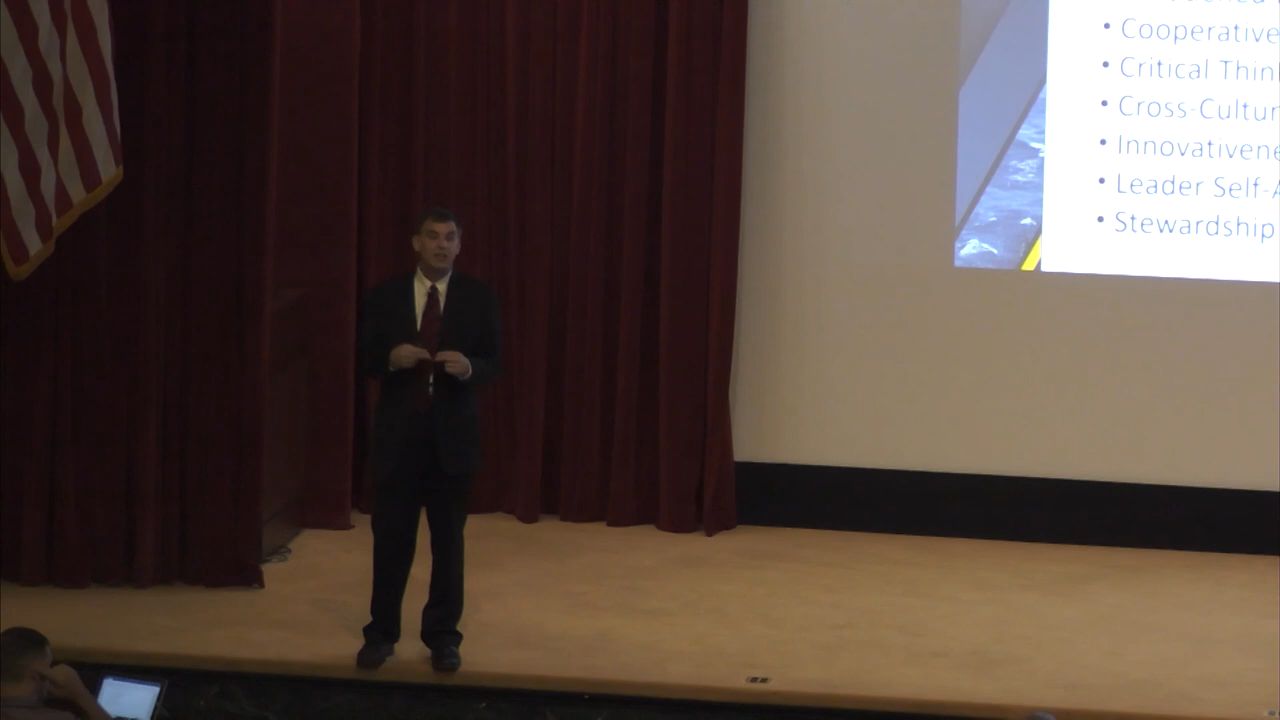 • Cooperative
• Critical Thin
• Cross-Cultur
• Innovativene
• Leader Self-A
• Stewardship